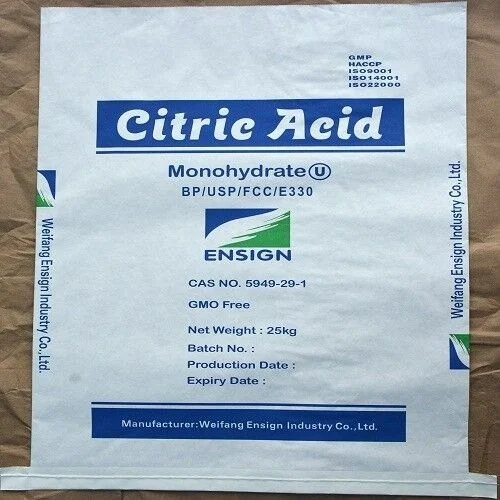 GMP
HACCP
ISO9001
ISO14001
ISO22000
Citric Acid
Monohydrate U
BP/USP/FCC/E330
ENSIGN
CAS NO. 5949-29-1
GMO Free
Net Weight : 25kg
Batch No. :
Production Date :
Expiry Date :
Manufacturer:Weifang Ensign Industry Co.,Ltd.
Weifang Ensign Industry Co.,Ltd.
Weifang Ensign Industry Co.,Ltd.